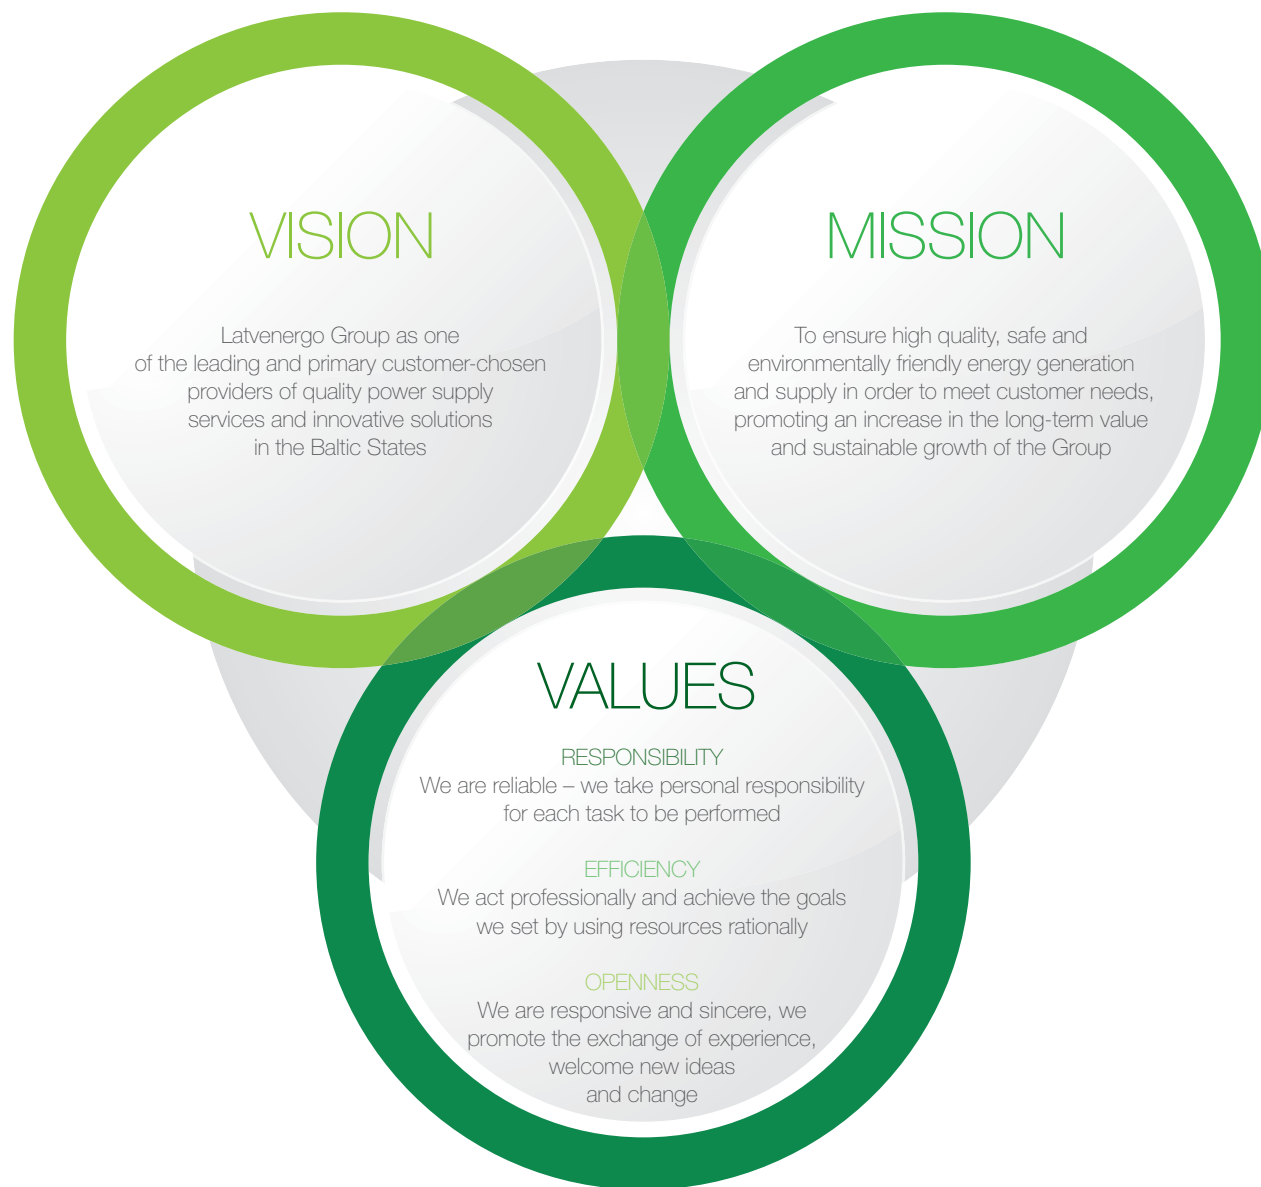 VISION
Latvenergo Group as one
of the leading and primary customer-chosen
providers of quality power supply
services and innovative solutions
in the Baltic States
MISSION
To ensure high quality, safe and
environmentally friendly energy generation
and supply in order to meet customer needs,
promoting an increase in the long-term value
and sustainable growth of the Group
VALUES
RESPONSIBILITY
We are reliable – we take personal responsibility
for each task to be performed
EFFICIENCY
We act professionally and achieve the goals
we set by using resources rationally
OPENNESS
We are responsive and sincere, we
promote the exchange of experience,
welcome new ideas
and change